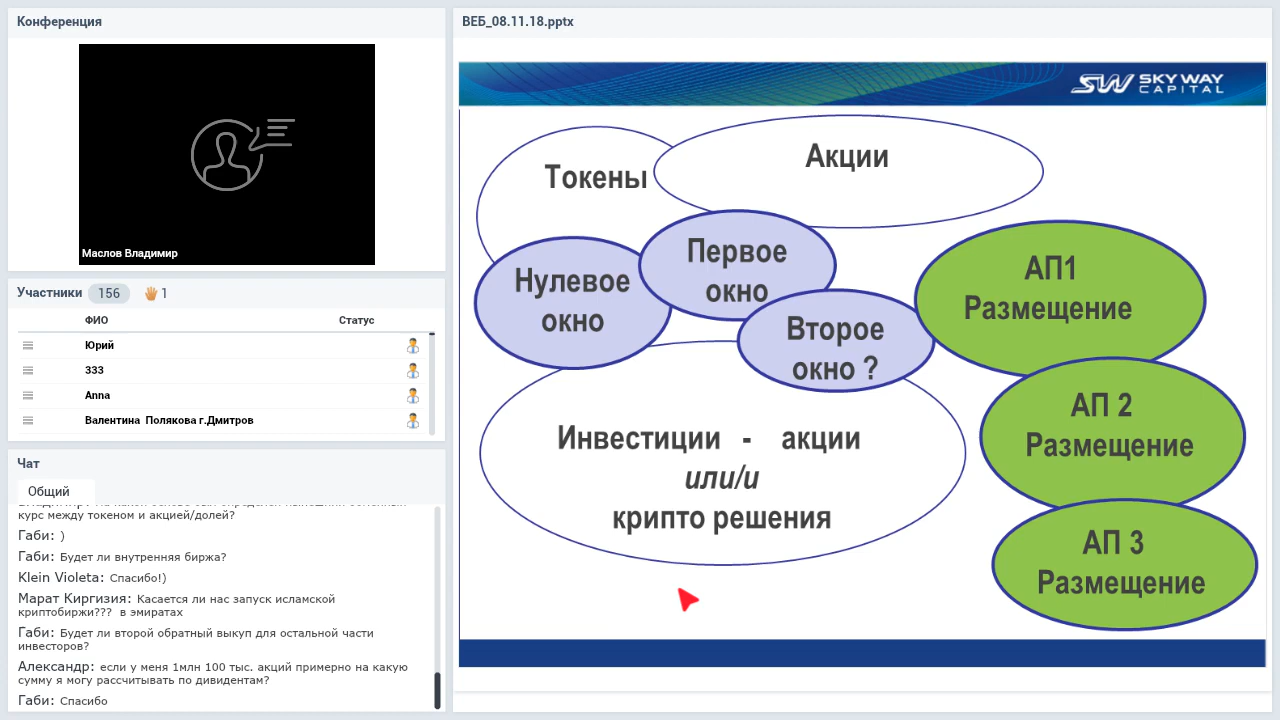 Конференция
Маслов Владимир
Участники 156 1
ФИО Статус
Юрий
333
Anna
Валентина Полякова г.Дмитров
Чат
Общий
курс между токеном и акцией/долей?
Габи: )
Габи: Будет ли внутренняя биржа?
Klein Violeta: Спасибо!)
Марат Киргизия: Касается ли нас запуск исламской
криптобиржи??? в эмиратах
Габи: Будет ли второй обратный выкуп для остальной части
инвесторов?
Александр: если у меня 1млн 100 тыс. акций примерно на какую
сумму я могу рассчитывать по дивидентам?
Габи: Спасибо
ВЕБ_08.11.18.pptx
SW SKY WAY
CAPITAL
Токены
Акции
Нулевое
окно
Первое
окно
Второе
окно ?
Инвестиции - акции
или/и
крипто решения
АП1
Размещение
АП 2
Размещение
АП 3
Размещение